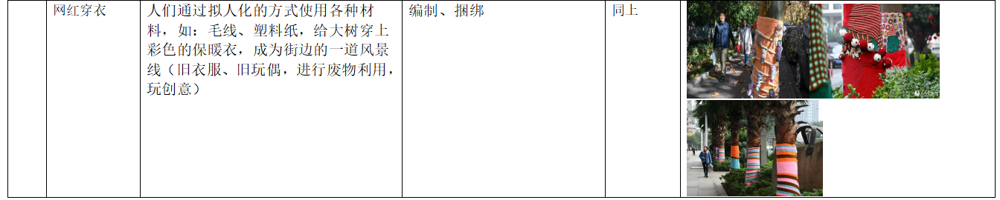 网红穿衣
人们通过拟人化的方式使用各种材
料，如：毛线、塑料纸，给大树穿上
彩色的保暖衣，成为街边的一道风景
线（旧衣服、旧玩偶，进行废物利用，
玩创意）
编制、捆绑
同上